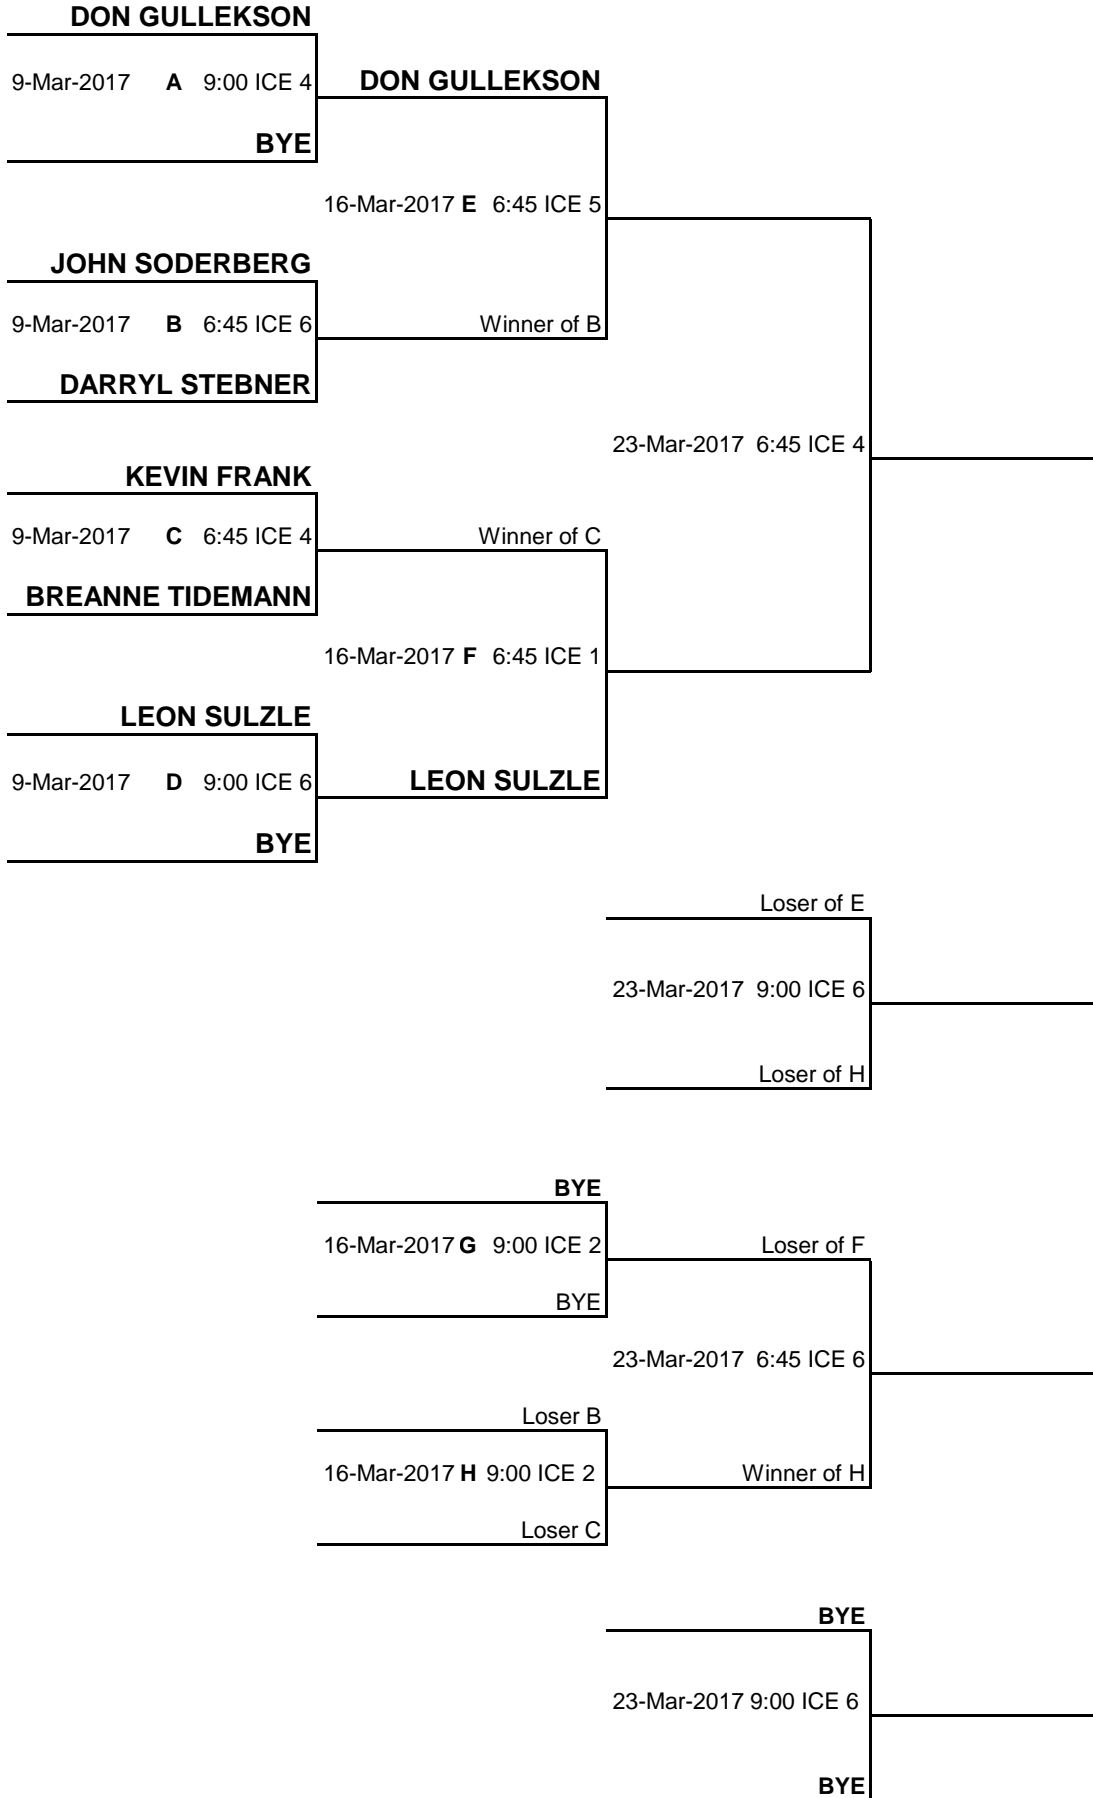 DON GULLEKSON
9-Mar-2017 A 9:00 ICE 4 DON GULLEKSON
BYE
16-Mar-2017 E 6:45 ICE 5
JOHN SODERBERG
9-Mar-2017 B 6:45 ICE 6 Winner of B
DARRYL STEBNER
23-Mar-2017 6:45 ICE 4
KEVIN FRANK
9-Mar-2017 C 6:45 ICE 4 Winner of C
BREANNE TIDEMANN
16-Mar-2017 F 6:45 ICE 1
LEON SULZLE
9-Mar-2017 D 9:00 ICE 6 LEON SULZLE
BYE
Loser of E
23-Mar-2017 9:00 ICE 6
Loser of H
BYE
16-Mar-2017 G 9:00 ICE 2 Loser of F
BYE
23-Mar-2017 6:45 ICE 6
Loser B
16-Mar-2017 H 9:00 ICE 2 Winner of H
Loser C
BYE
23-Mar-2017 9:00 ICE 6
BYE